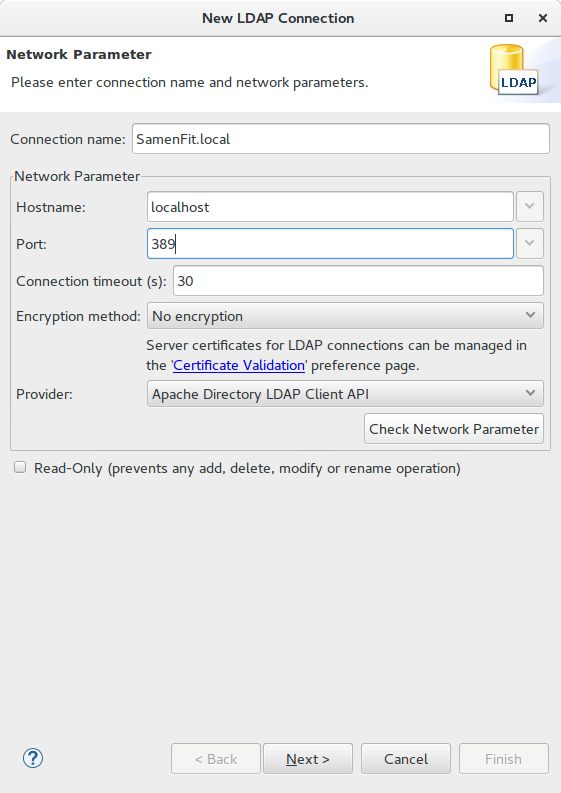 New LDAP Connection
Network Parameter
Please enter connection name and network parameters.
LDAP
Connection name: SamenFit.local
Network Parameter
Hostname: localhost
Port: 389
Connection timeout (s): 30
Encryption method: No encryption
Server certificates for LDAP connections can be managed in
the 'Certificate Validation' preference page.
Provider: Apache Directory LDAP Client API
Check Network Parameter
Read-Only (prevents any add, delete, modify or rename operation)
? < Back Next > Cancel Finish